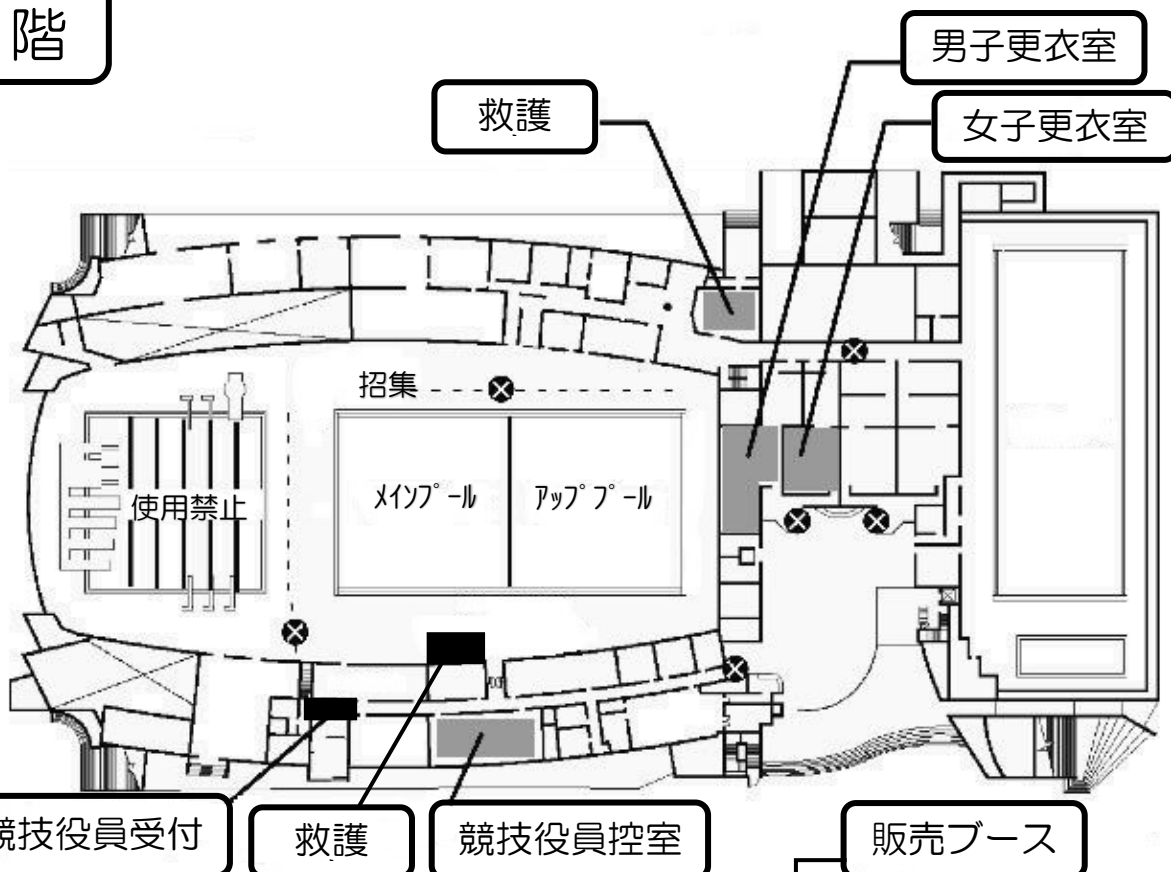 階
男子更衣室
救護
女子更衣室
招集
使用禁止
ﾒｲﾝﾌﾟｰﾙ
ｱｯﾌﾟﾌﾟｰﾙ
競技役員受付
救護
競技役員控室
販売ブース